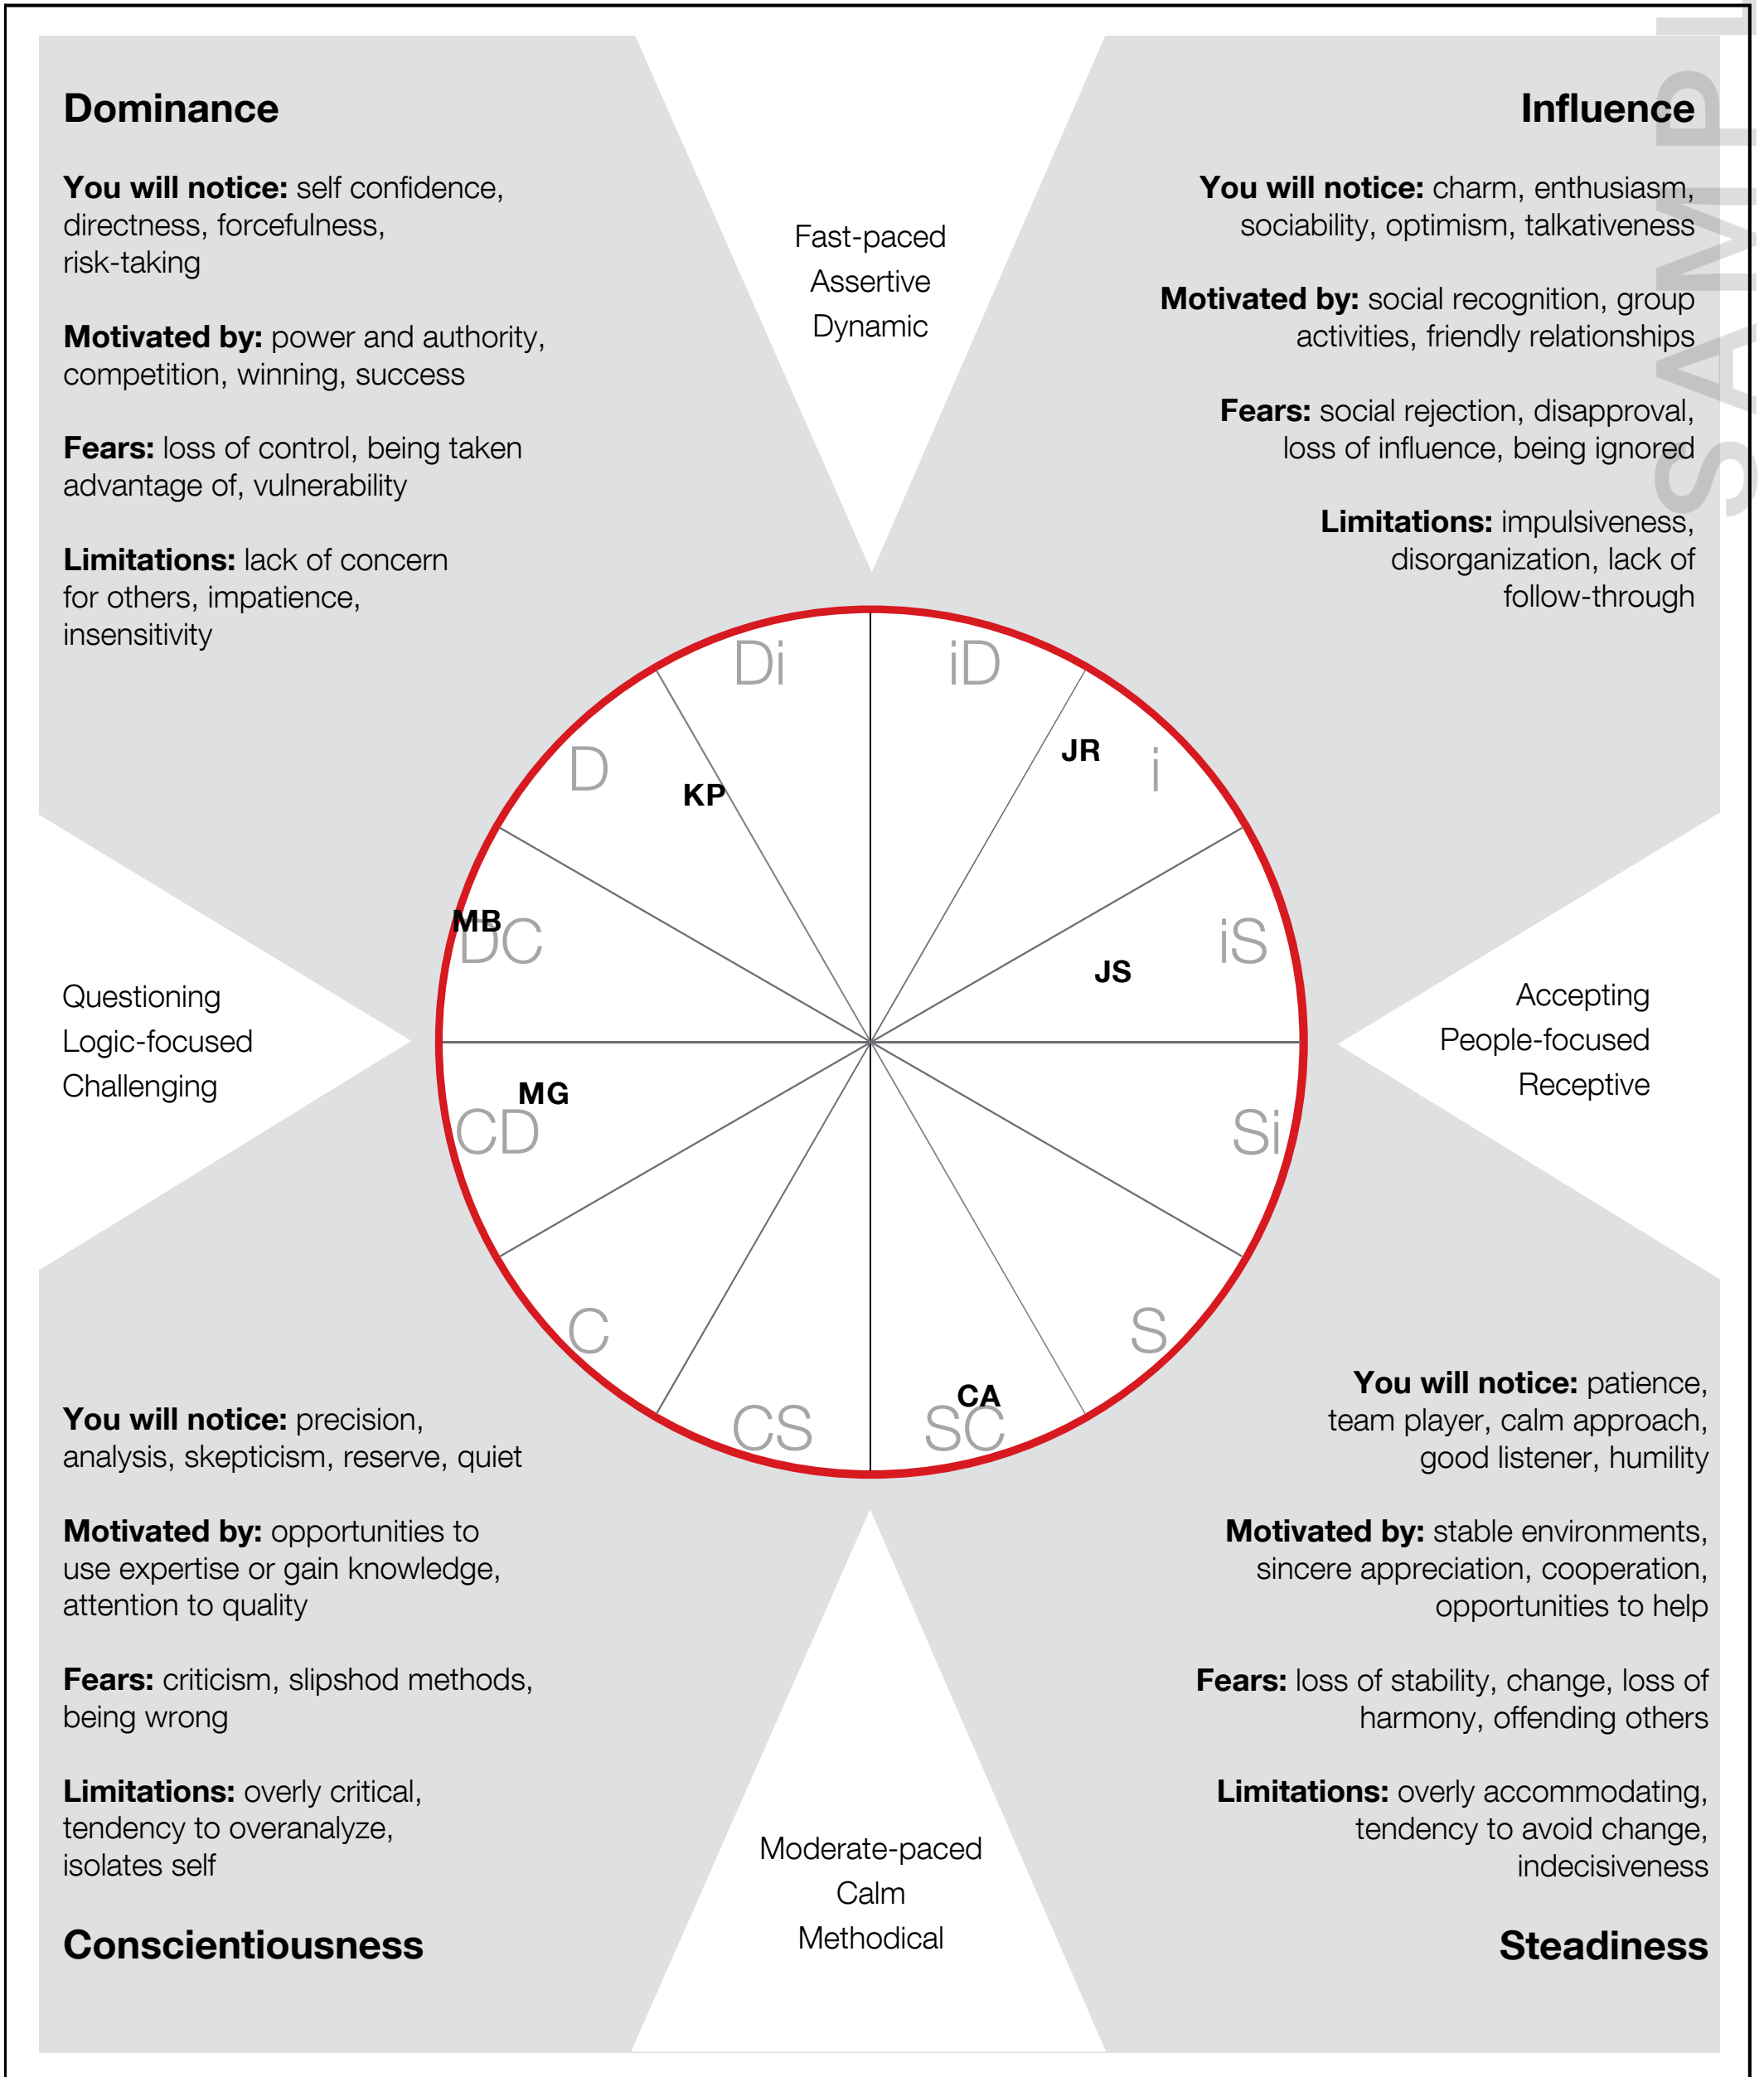 SAMPL
Dominance
You will notice: self confidence,
directness, forcefulness,
risk-taking
Motivated by: power and authority,
competition, winning, success
Fears: loss of control, being taken
advantage of, vulnerability
Limitations: lack of concern
for others, impatience,
insensitivity
Fast-paced
Assertive
Dynamic
Influence
You will notice: charm, enthusiasm,
sociability, optimism, talkativeness
Motivated by: social recognition, group
activities, friendly relationships
Fears: social rejection, disapproval,
loss of influence, being ignored
Limitations: impulsiveness,
disorganization, lack of
follow-through
Di
iD
D
KP
JR
i
MB
DC
JS
iS
Questioning
Logic-focused
Challenging
Accepting
People-focused
Receptive
MG
CD
Si
C
S
CS
CA
SC
You will notice: precision,
analysis, skepticism, reserve, quiet
Motivated by: opportunities to
use expertise or gain knowledge,
attention to quality
Fears: criticism, slipshod methods,
being wrong
Limitations: overly critical,
tendency to overanalyze,
isolates self
Conscientiousness
Moderate-paced
Calm
Methodical
You will notice: patience,
team player, calm approach,
good listener, humility
Motivated by: stable environments,
sincere appreciation, cooperation,
opportunities to help
Fears: loss of stability, change, loss of
harmony, offending others
Limitations: overly accommodating,
tendency to avoid change,
indecisiveness
Steadiness